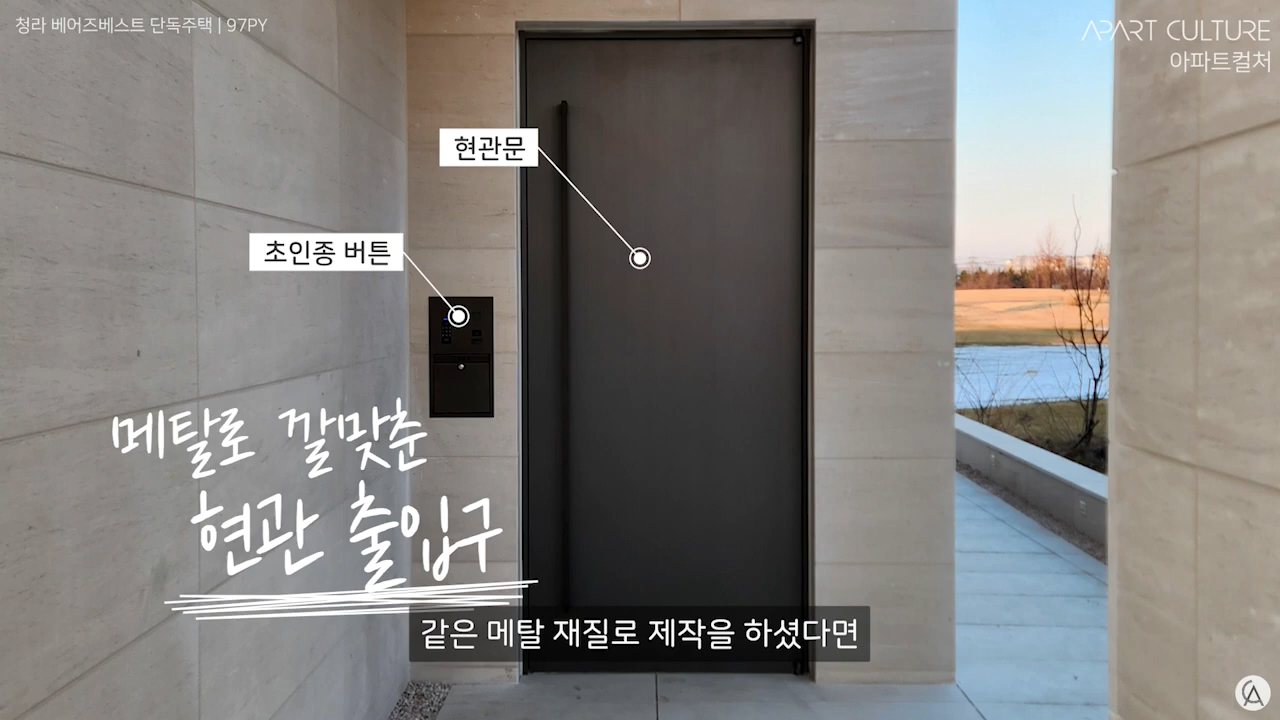 청라 베어즈베스트 단독주택 | 97PY
APART CULTURE
아파트컬처
현관문
초인종 버튼
메탈로 깔맞춘
현관 출입구
같은 메탈 재질로 제작을 하셨다면